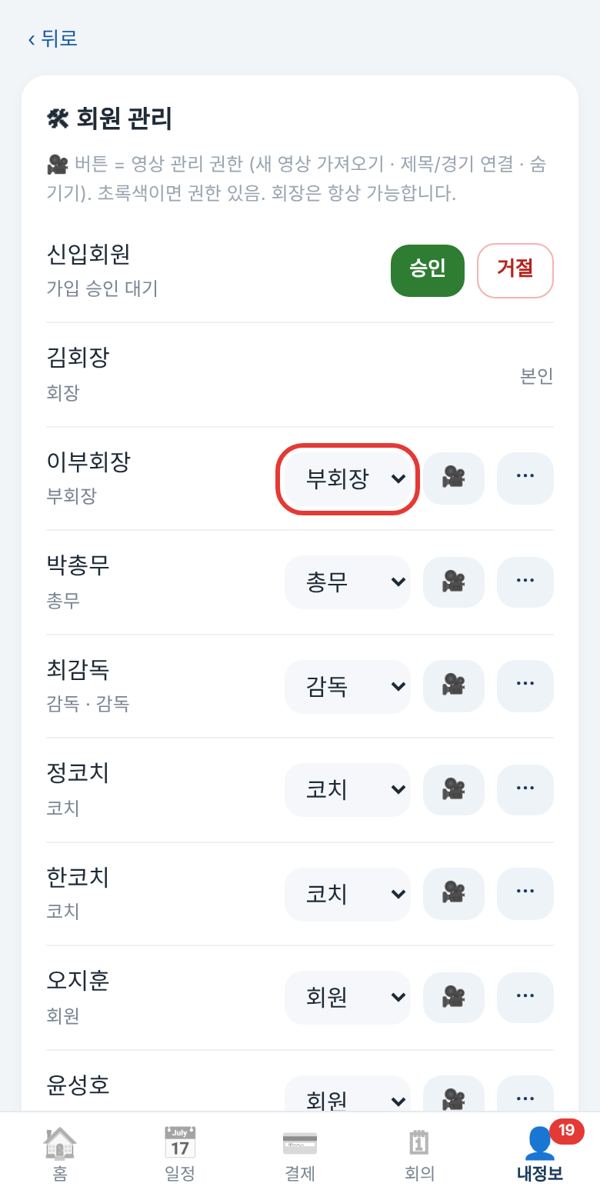 ‹ 뒤로
🛠 회원 관리
🎥 버튼 = 영상 관리 권한 (새 영상 가져오기 · 제목/경기 연결 · 숨
기기). 초록색이면 권한 있음. 회장은 항상 가능합니다.
신입회원
가입 승인 대기
승인
거절
김회장
회장
본인
이부회장
부회장
부회장
...
박총무
총무
총무
...
최감독
감독 · 감독
감독
...
정코치
코치
코치
...
한코치
코치
코치
...
오지훈
회원
회원
...
윤성호
회원
...
July
17
19
홈
일정
결제
회의
내정보